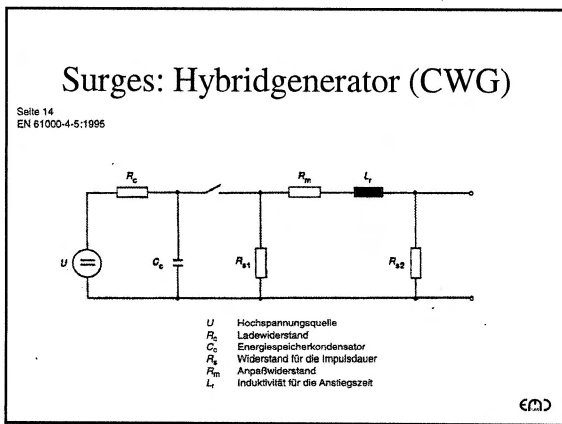 Surges: Hybridgenerator (CWG)
Seite 14
EN 61000-4-5:1995
Rc
Rm
Lr
U
Cc
Rs1
Rs2
U Hochspannungsquelle
Rc Ladewiderstand
Cc Energiespeicherkondensator
Rs Widerstand für die Impulsdauer
Rm Anpaßwiderstand
Lr Induktivität für die Anstiegszeit